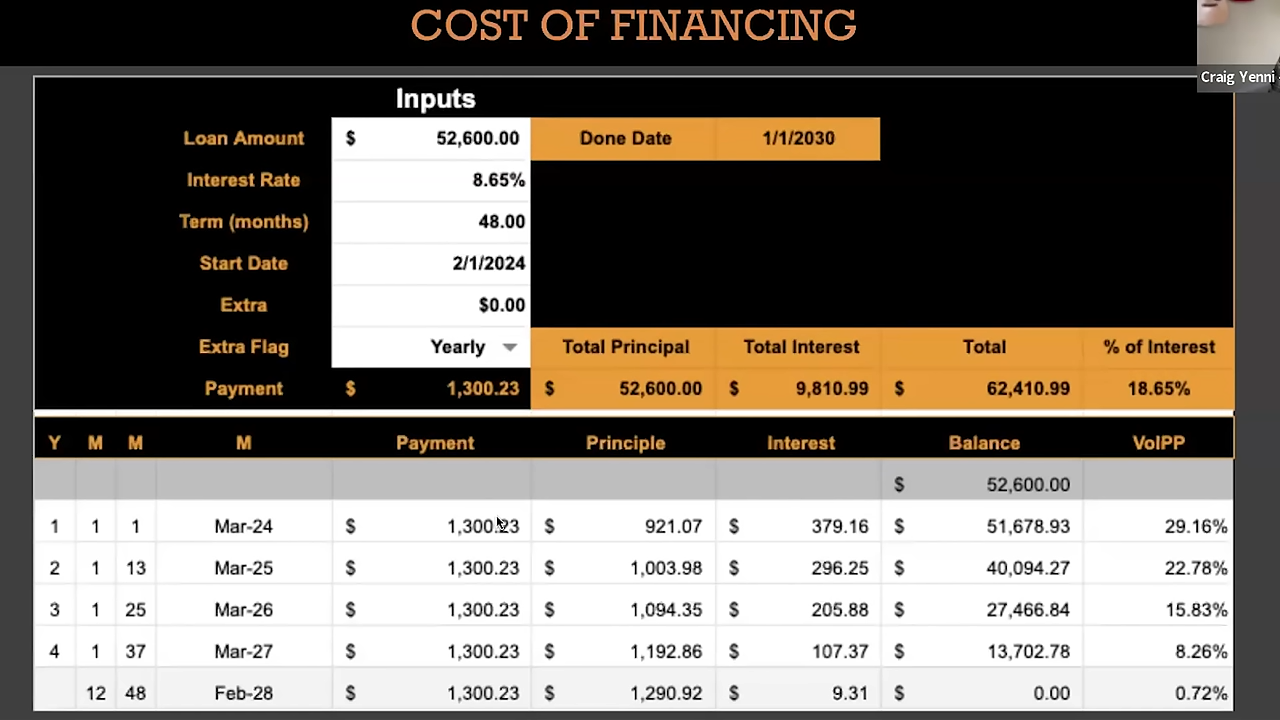 COST OF FINANCING
Craig Yenni
Inputs
Loan Amount $ 52,600.00 Done Date 1/1/2030
Interest Rate 8.65%
Term (months) 48.00
Start Date 2/1/2024
Extra $0.00
Extra Flag Yearly Total Principal Total Interest Total % of Interest
Payment $ 1,300.23 $ 52,600.00 $ 9,810.99 $ 62,410.99 18.65%
Y M M M Payment Principle Interest Balance VolPP
$ 52,600.00
1 1 1 Mar-24 $ 1,300.23 $ 921.07 $ 379.16 $ 51,678.93 29.16%
2 1 13 Mar-25 $ 1,300.23 $ 1,003.98 $ 296.25 $ 40,094.27 22.78%
3 1 25 Mar-26 $ 1,300.23 $ 1,094.35 $ 205.88 $ 27,466.84 15.83%
4 1 37 Mar-27 $ 1,300.23 $ 1,192.86 $ 107.37 $ 13,702.78 8.26%
12 48 Feb-28 $ 1,300.23 $ 1,290.92 $ 9.31 $ 0.00 0.72%